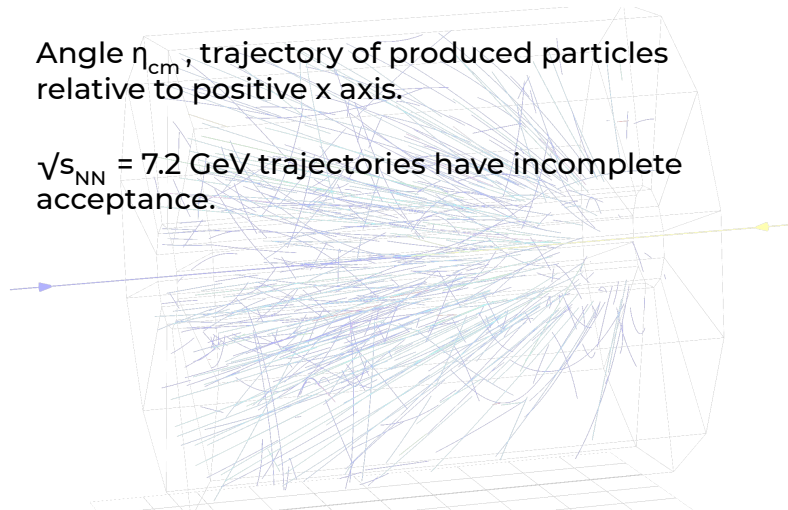 Angle η_cm, trajectory of produced particles
relative to positive x axis.
√s_NN = 7.2 GeV trajectories have incomplete
acceptance.